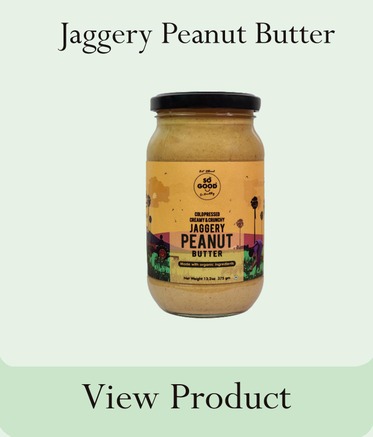 Jaggery Peanut Butter
SO
GOOD
COLDPRESSED
CREAMY & CRUNCHY
JAGGERY
PEANUT
BUTTER
Made with organic ingredients
View Product